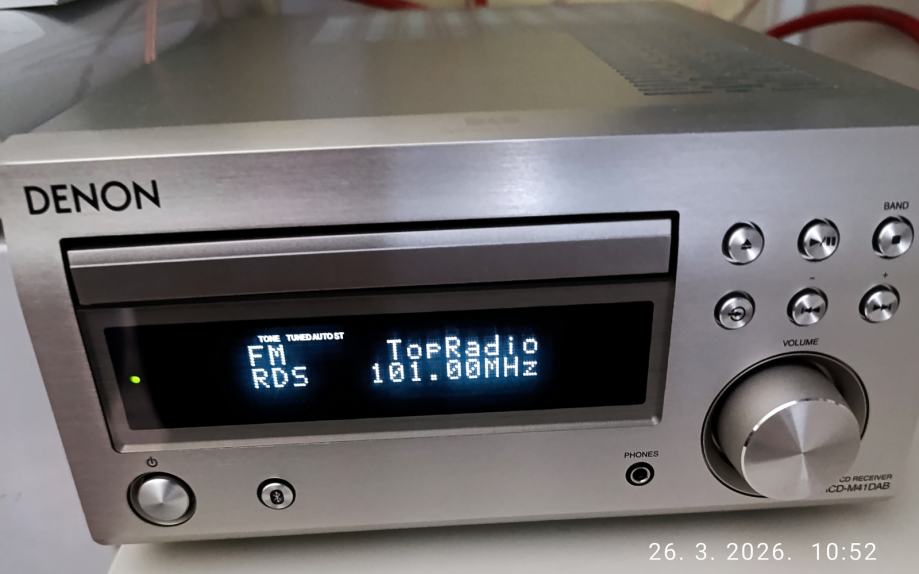 DENON
BAND
TONE TUNED AUTO ST
FM TopRadio
RDS 101.00MHz
- +
VOLUME
PHONES
CD RECEIVER
CD-M41DAB
26. 3. 2026. 10:52